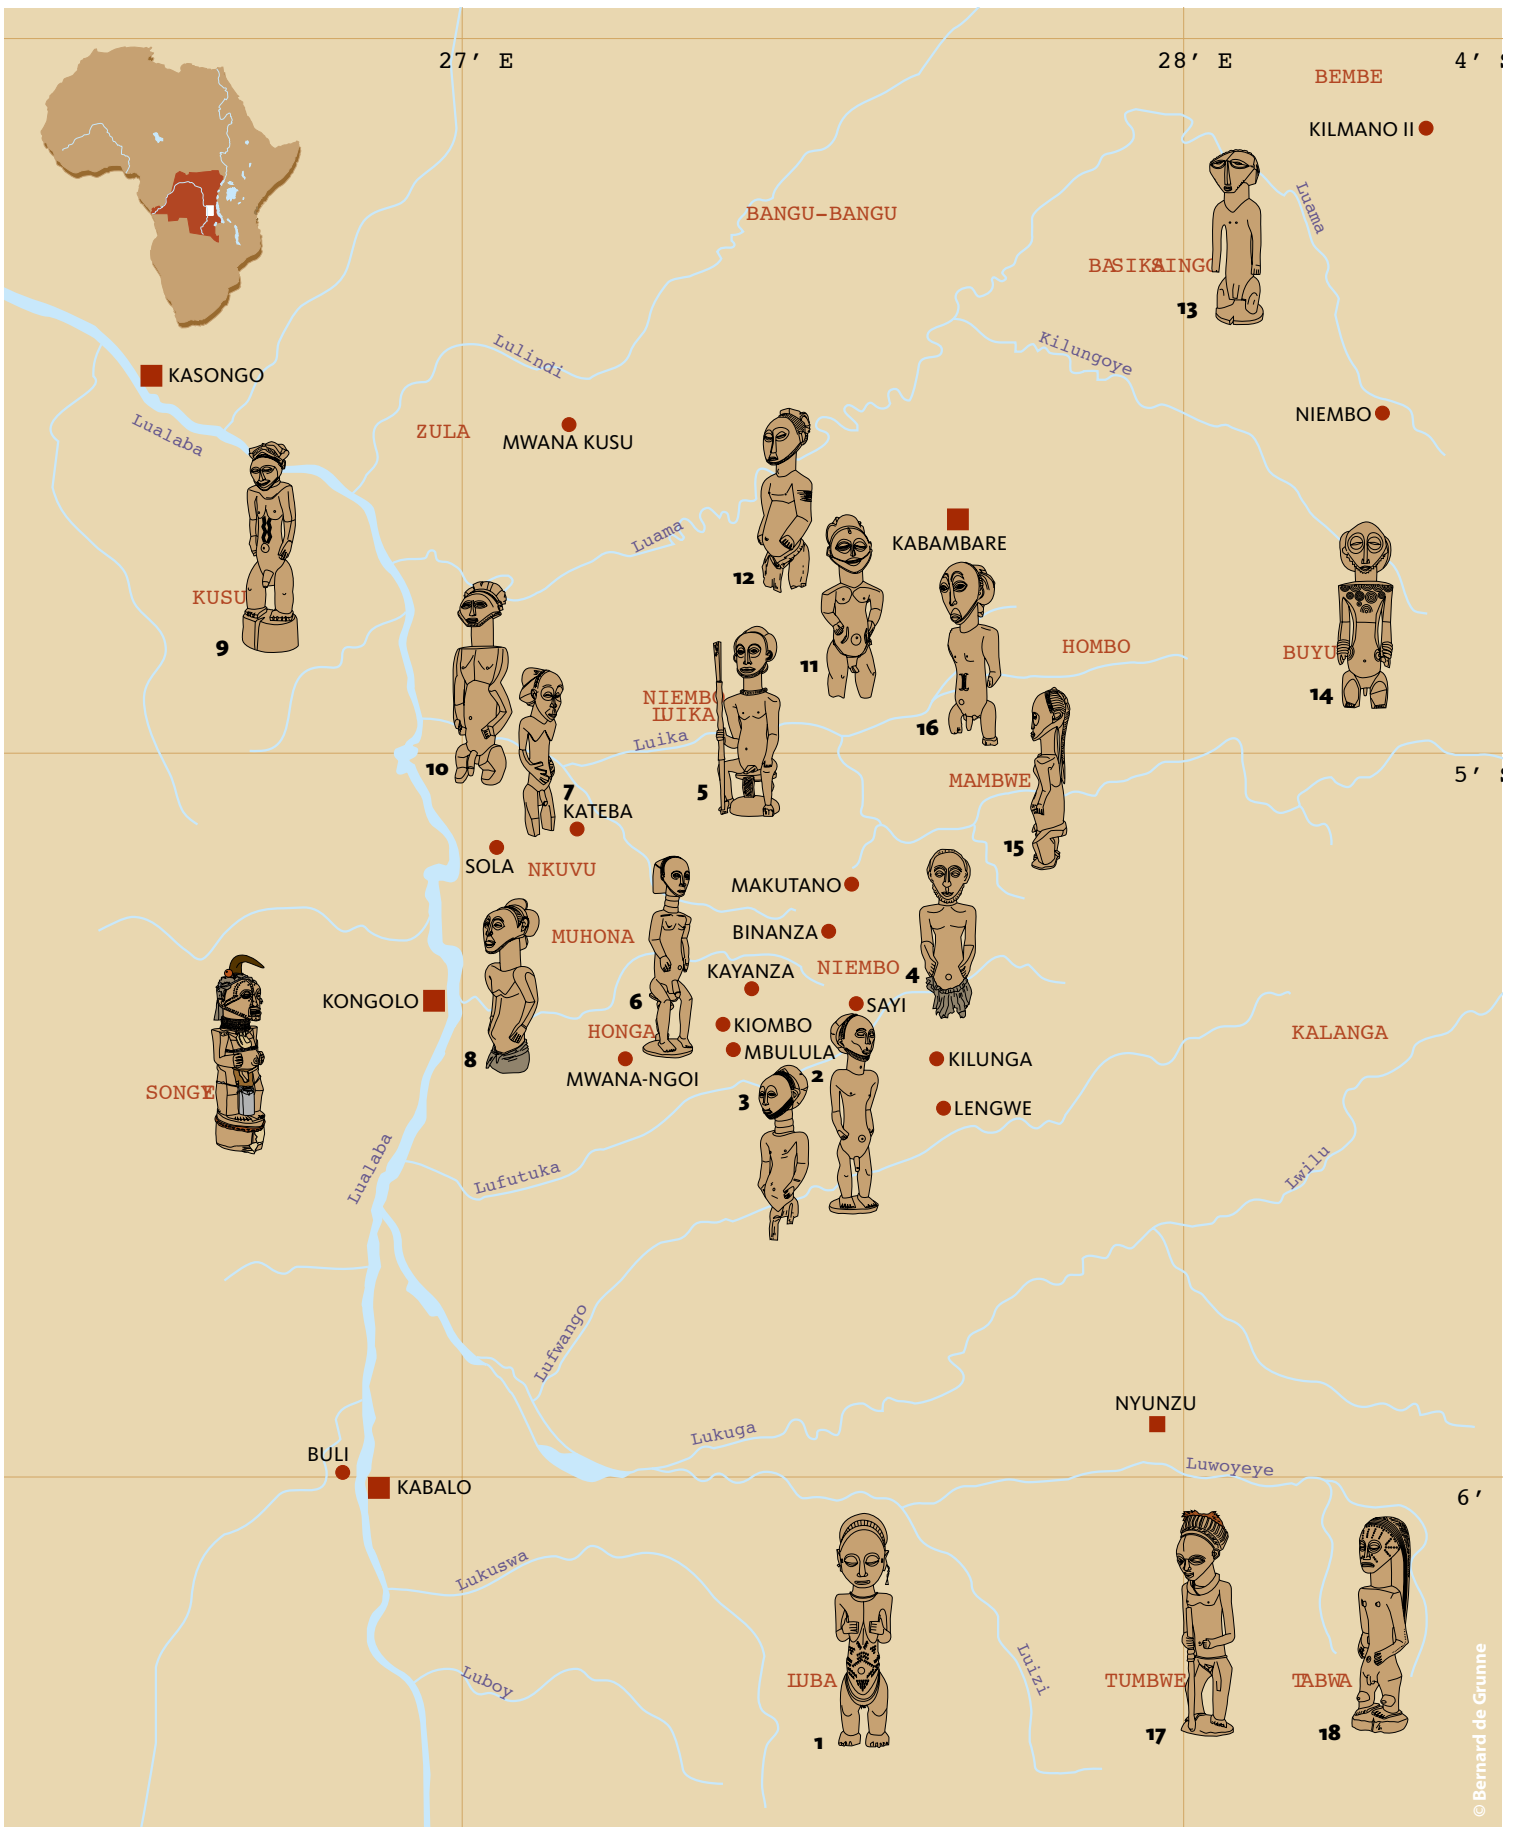 27′ E
28′ E
4′ S
BEMBE
KILMANO II
Luama
BANGU-BANGU
BASIKASINGO
13
Lulindi
Kilungoye
KASONGO
Lualaba
ZULA
MWANA KUSU
NIEMBO
Luama
KABAMBARE
12
KUSU
9
11
HOMBO
BUYU
14
NIEMBO
LUIKA
Luika
16
10
7
5
MAMBWE
5′ S
KATEBA
15
SOLA
NKUVU
MAKUTANO
MUHONA
BINANZA
KAYANZA
NIEMBO
4
KONGOLO
6
SAYI
8
HONGA
KIOMBO
KALANGA
MBULULA
KILUNGA
MWANA-NGOI
2
3
LENGWE
SONGYE
Lualaba
Lufutuka
Lwilu
Lufwango
NYUNZU
Lukuga
BULI
Luwoyeye
KABALO
6′
Lukuswa
Luboy
LUBA
Luizi
TUMBWE
TABWA
1
17
18
© Bernard de Grunne